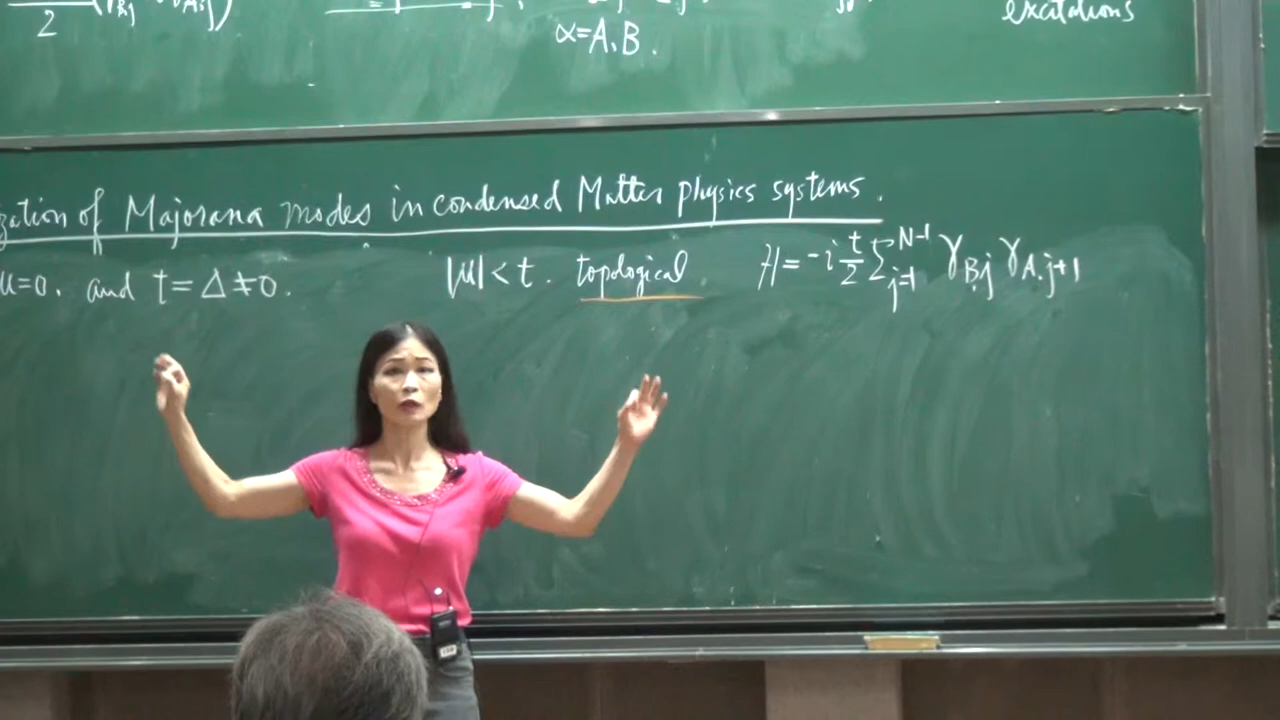 2
α=A,B.
excitations
zation of Majorana modes in condensed Matter physics systems.
μ=0. and t=Δ≠0.
|μ|<t. topological
H=-i t/2 Σ_{j=1}^{N-1} γ_{B,j} γ_{A,j+1}